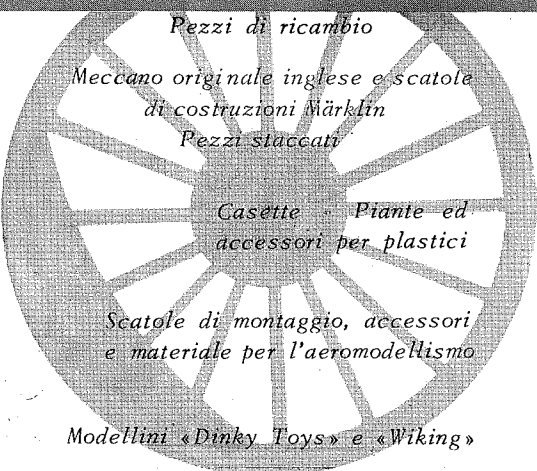 Pezzi di ricambio
Meccano originale inglese e scatole
di costruzioni Märklin
Pezzi staccati
Casette - Piante ed
accessori per plastici
Scatole di montaggio, accessori
e materiale per l'aeromodellismo
Modellini «Dinky Toys» e «Wiking»